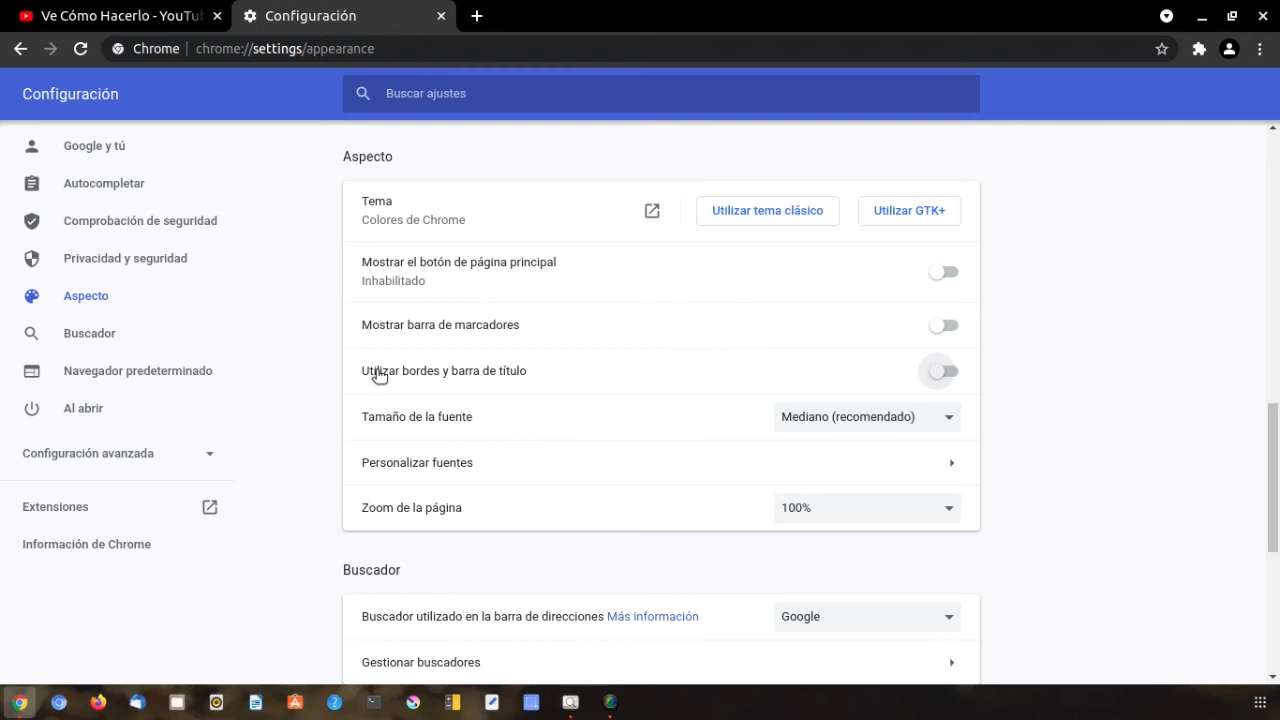 Ve Cómo Hacerlo - YouTu
Configuración
Chrome
chrome://settings/appearance
Configuración
Buscar ajustes
Google y tú
Autocompletar
Comprobación de seguridad
Privacidad y seguridad
Aspecto
Buscador
Navegador predeterminado
Al abrir
Configuración avanzada
Extensiones
Información de Chrome
Aspecto
Tema
Colores de Chrome
Utilizar tema clásico
Utilizar GTK+
Mostrar el botón de página principal
Inhabilitado
Mostrar barra de marcadores
Utilizar bordes y barra de título
Tamaño de la fuente
Mediano (recomendado)
Personalizar fuentes
Zoom de la página
100%
Buscador
Buscador utilizado en la barra de direcciones Más información
Google
Gestionar buscadores